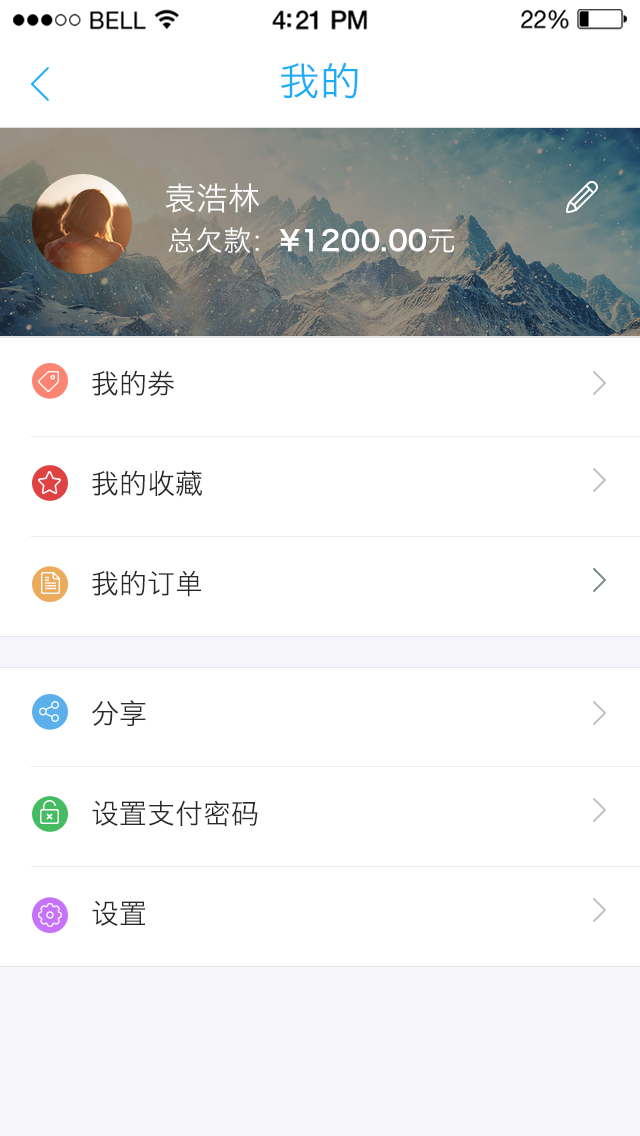 BELL 4:21 PM 22%
我的
袁浩林
总欠款: ¥1200.00元
我的券
我的收藏
我的订单
分享
设置支付密码
设置